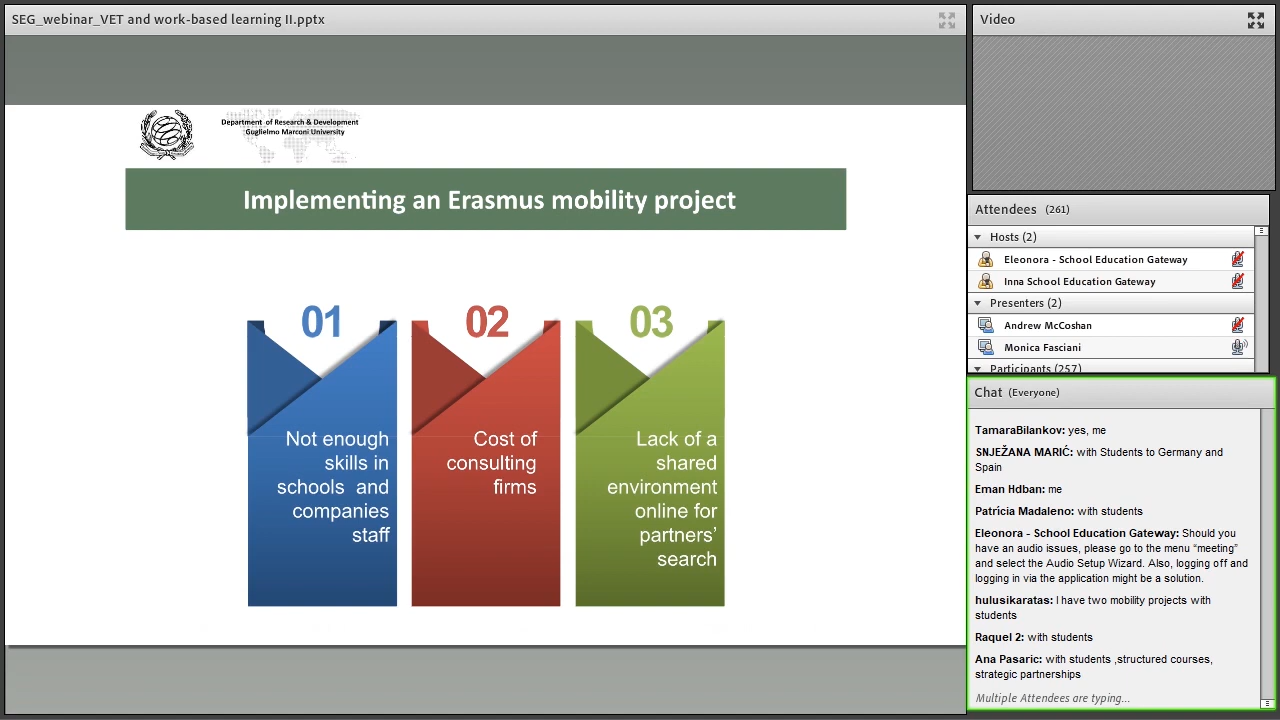 SEG_webinar_VET and work-based learning II.pptx
Department of Research & Development
Guglielmo Marconi University
Implementing an Erasmus mobility project
01
Not enough
skills in
schools and
companies
staff
02
Cost of
consulting
firms
03
Lack of a
shared
environment
online for
partners’
search
Video
Attendees (261)
Hosts (2)
Eleonora - School Education Gateway
Inna School Education Gateway
Presenters (2)
Andrew McCoshan
Monica Fasciani
Participants (257)
Chat (Everyone)
TamaraBilankov: yes, me
SNJEŽANA MARIĆ: with Students to Germany and
Spain
Eman Hdban: me
Patrícia Madaleno: with students
Eleonora - School Education Gateway: Should you
have an audio issues, please go to the menu “meeting”
and select the Audio Setup Wizard. Also, logging off and
logging in via the application might be a solution.
hulusikaratas: I have two mobility projects with
students
Raquel 2: with students
Ana Pasaric: with students ,structured courses,
strategic partnerships
Multiple Attendees are typing...